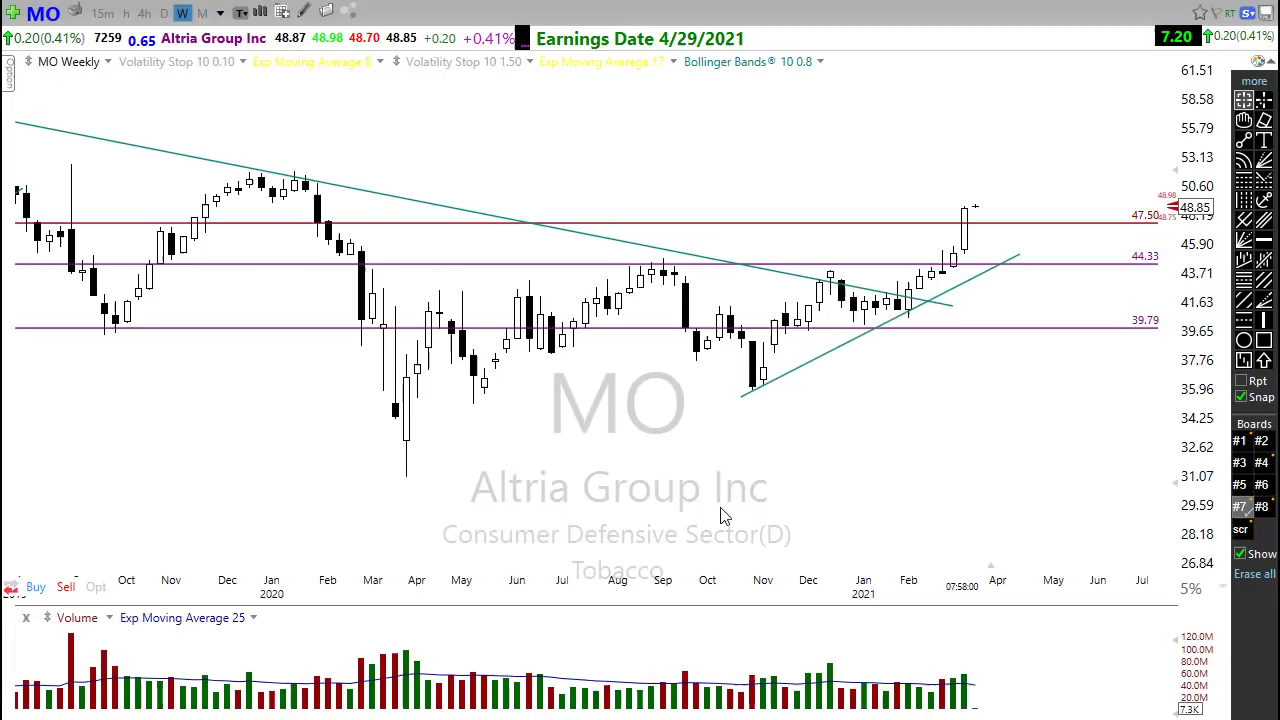 MO 15m h 4h D W M T RT S
0.20(0.41%) 7259 0.65 Altria Group Inc 48.87 48.98 48.70 48.85 +0.20 +0.41% Earnings Date 4/29/2021 7.20 0.20(0.41%)
Option
MO Weekly Volatility Stop 10 0.10 Exp Moving Average 8 Volatility Stop 10 1.50 Exp Moving Average 17 Bollinger Bands® 10 0.8
61.51
58.58
55.79
53.13
50.60
48.98
48.85
48.75
48.19
47.50
45.90
44.33
43.71
41.63
39.79
39.65
37.76
35.96
34.25
32.62
31.07
29.59
28.18
26.84
MO
Altria Group Inc
Consumer Defensive Sector(D)
Tobacco
more
T
Rpt
Snap
Boards
#1 #2
#3 #4
#5 #6
#7 #8
scr
Show
Erase all
Oct Nov Dec Jan Feb Mar Apr May Jun Jul Aug Sep Oct Nov Dec Jan Feb 07:58:00 Apr May Jun Jul
2020 2021
Buy Sell Opt
5%
x Volume Exp Moving Average 25
120.0M
100.0M
80.0M
60.0M
40.0M
20.0M
7.3K